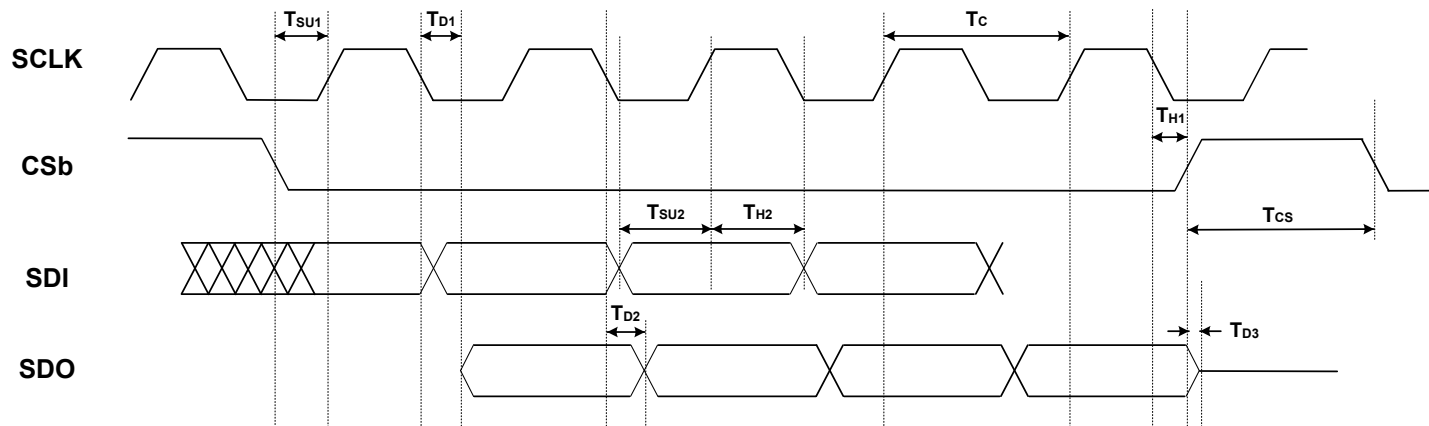 TSU1
TD1
TC
SCLK
TH1
CSb
TSU2
TH2
TCS
SDI
TD2
TD3
SDO